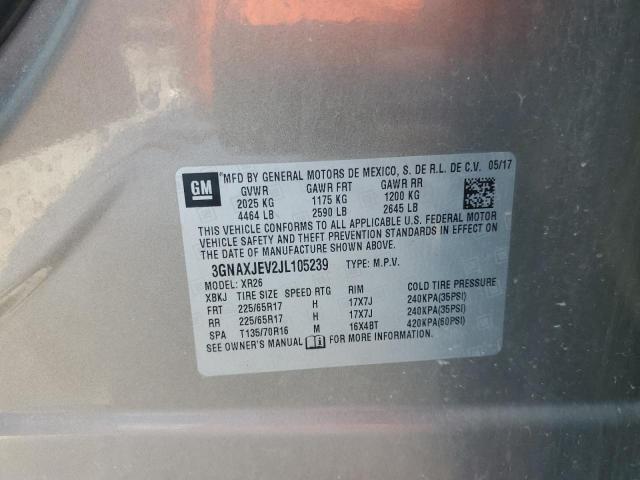 *MFD BY GENERAL MOTORS DE MEXICO, S. DE R.L. DE C.V. 05/17
GM
GVWR GAWR FRT GAWR RR
2025 KG 1175 KG 1200 KG
4464 LB 2590 LB 2645 LB
THIS VEHICLE CONFORMS TO ALL APPLICABLE U.S. FEDERAL MOTOR
VEHICLE SAFETY AND THEFT PREVENTION STANDARDS IN EFFECT ON
THE DATE OF MANUFACTURE SHOWN ABOVE.
3GNAXJEV2JL105239 TYPE: M.P.V.
MODEL: XR26
XBKJ TIRE SIZE SPEED RTG RIM COLD TIRE PRESSURE
FRT 225/65R17 H 17X7J 240KPA(35PSI)
RR 225/65R17 H 17X7J 240KPA(35PSI)
SPA T135/70R16 M 16X4BT 420KPA(60PSI)
SEE OWNER'S MANUAL FOR MORE INFORMATION.